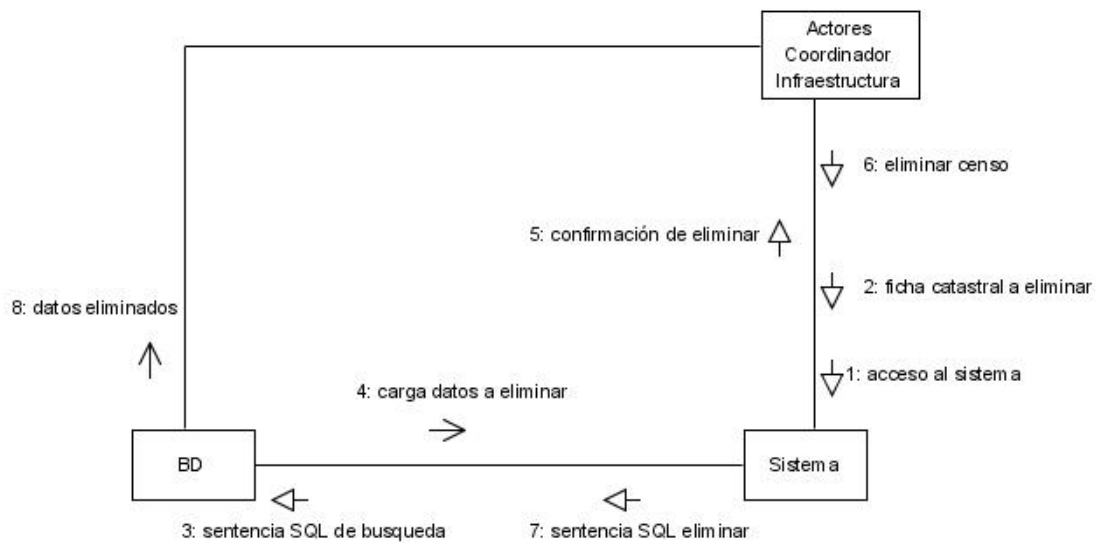 Actores
Coordinador
Infraestructura
6: eliminar censo
5: confirmación de eliminar
2: ficha catastral a eliminar
8: datos eliminados
1: acceso al sistema
4: carga datos a eliminar
BD
Sistema
3: sentencia SQL de busqueda
7: sentencia SQL eliminar